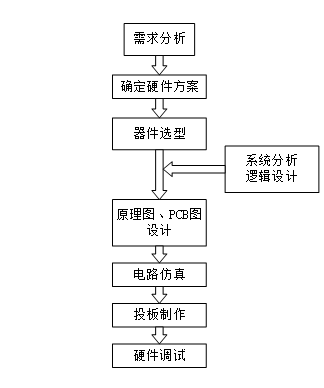 需求分析
确定硬件方案
器件选型
系统分析
逻辑设计
原理图、PCB图
设计
电路仿真
投板制作
硬件调试